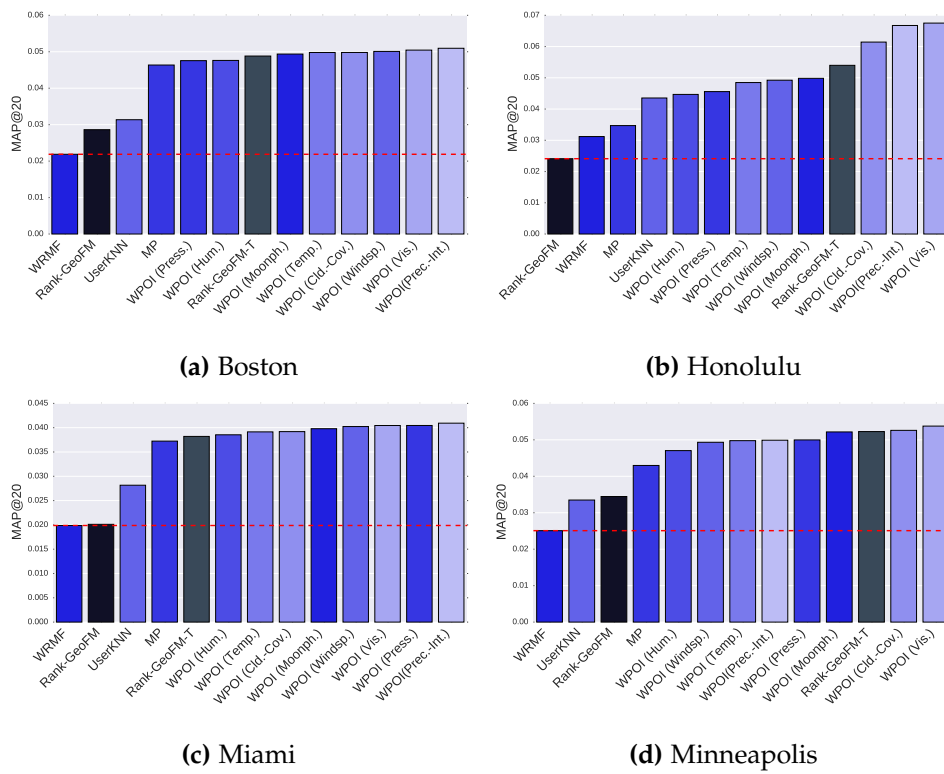 0.06
0.05
0.04
0.03
0.02
0.01
0.00
MAP@20
WRMF
Rank-GeoFM
UserKNN
MP
WPOI (Press.)
WPOI (Hum.)
Rank-GeoFM-T
WPOI (Moonph.)
WPOI (Temp.)
WPOI (Cld.-Cov.)
WPOI (Windsp.)
WPOI (Vis.)
WPOI(Prec.-Int.)
(a) Boston
0.07
0.06
0.05
0.04
0.03
0.02
0.01
0.00
MAP@20
Rank-GeoFM
WRMF
MP
UserKNN
WPOI (Hum.)
WPOI (Press.)
WPOI (Temp.)
WPOI (Windsp.)
WPOI (Moonph.)
Rank-GeoFM-T
WPOI (Cld.-Cov.)
WPOI(Prec.-Int.)
WPOI (Vis.)
(b) Honolulu
0.045
0.040
0.035
0.030
0.025
0.020
0.015
0.010
0.005
0.000
MAP@20
WRMF
Rank-GeoFM
UserKNN
MP
Rank-GeoFM-T
WPOI (Hum.)
WPOI (Temp.)
WPOI (Cld.-Cov.)
WPOI (Moonph.)
WPOI (Windsp.)
WPOI (Vis.)
WPOI (Press.)
WPOI(Prec.-Int.)
(c) Miami
0.06
0.05
0.04
0.03
0.02
0.01
0.00
MAP@20
WRMF
UserKNN
Rank-GeoFM
MP
WPOI (Hum.)
WPOI (Windsp.)
WPOI (Temp.)
WPOI(Prec.-Int.)
WPOI (Press.)
WPOI (Moonph.)
Rank-GeoFM-T
WPOI (Cld.-Cov.)
WPOI (Vis.)
(d) Minneapolis